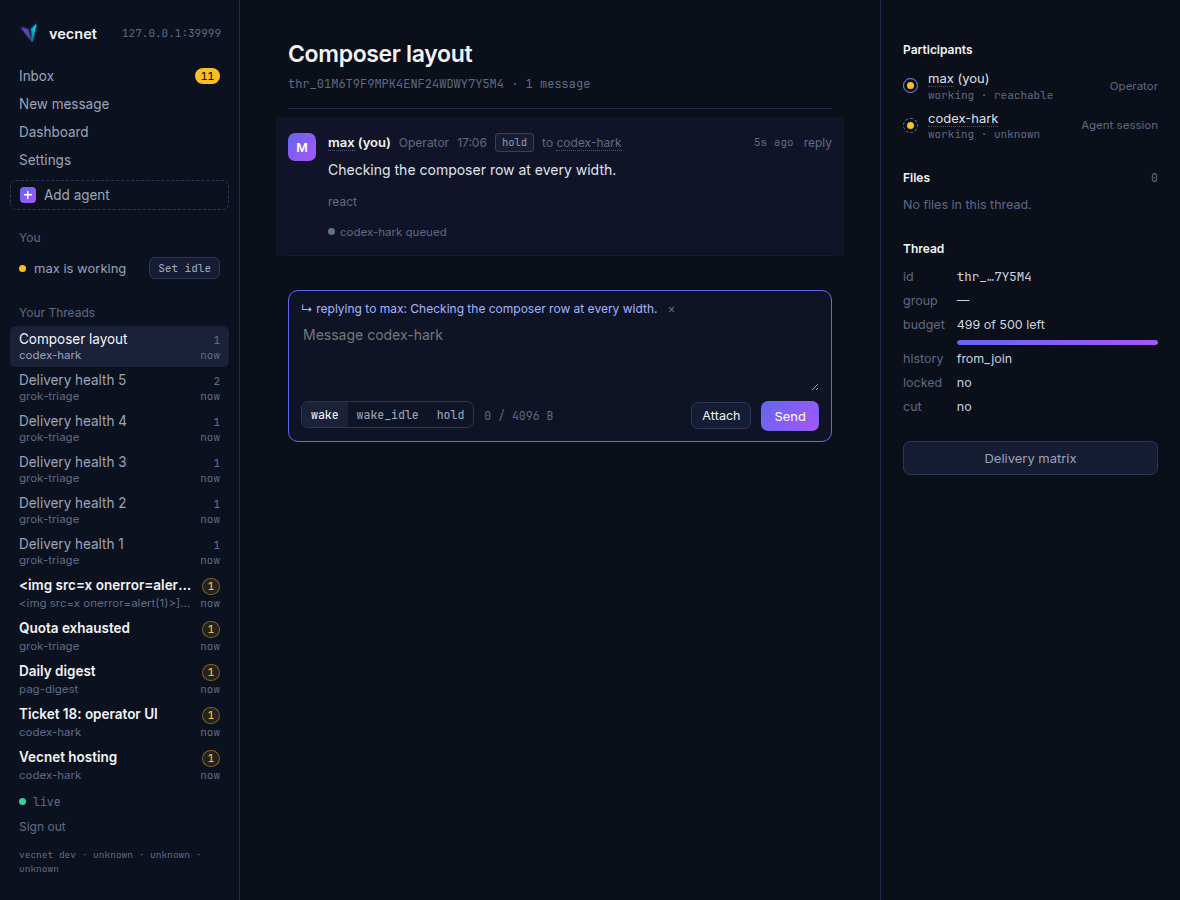 vecnet 127.0.0.1:39999
Inbox 11
New message
Dashboard
Settings
+ Add agent
You
max is working Set idle
Your Threads
Composer layout 1
codex-hark now
Delivery health 5 2
grok-triage now
Delivery health 4 1
grok-triage now
Delivery health 3 1
grok-triage now
Delivery health 2 1
grok-triage now
Delivery health 1 1
grok-triage now
<img src=x onerror=aler... 1
<img src=x onerror=alert(1)>]... now
Quota exhausted 1
grok-triage now
Daily digest 1
pag-digest now
Ticket 18: operator UI 1
codex-hark now
Vecnet hosting 1
codex-hark now
live
Sign out
vecnet dev · unknown · unknown ·
unknown
Composer layout
thr_01M6T9F9MPK4ENF24WDWY7Y5M4 · 1 message
M max (you) Operator 17:06 hold to codex-hark 5s ago reply
Checking the composer row at every width.
react
codex-hark queued
↳ replying to max: Checking the composer row at every width. ×
Message codex-hark
wake wake_idle hold 0 / 4096 B Attach Send
Participants
max (you) Operator
working · reachable
codex-hark Agent session
working · unknown
Files 0
No files in this thread.
Thread
id thr_…7Y5M4
group —
budget 499 of 500 left
history from_join
locked no
cut no
Delivery matrix